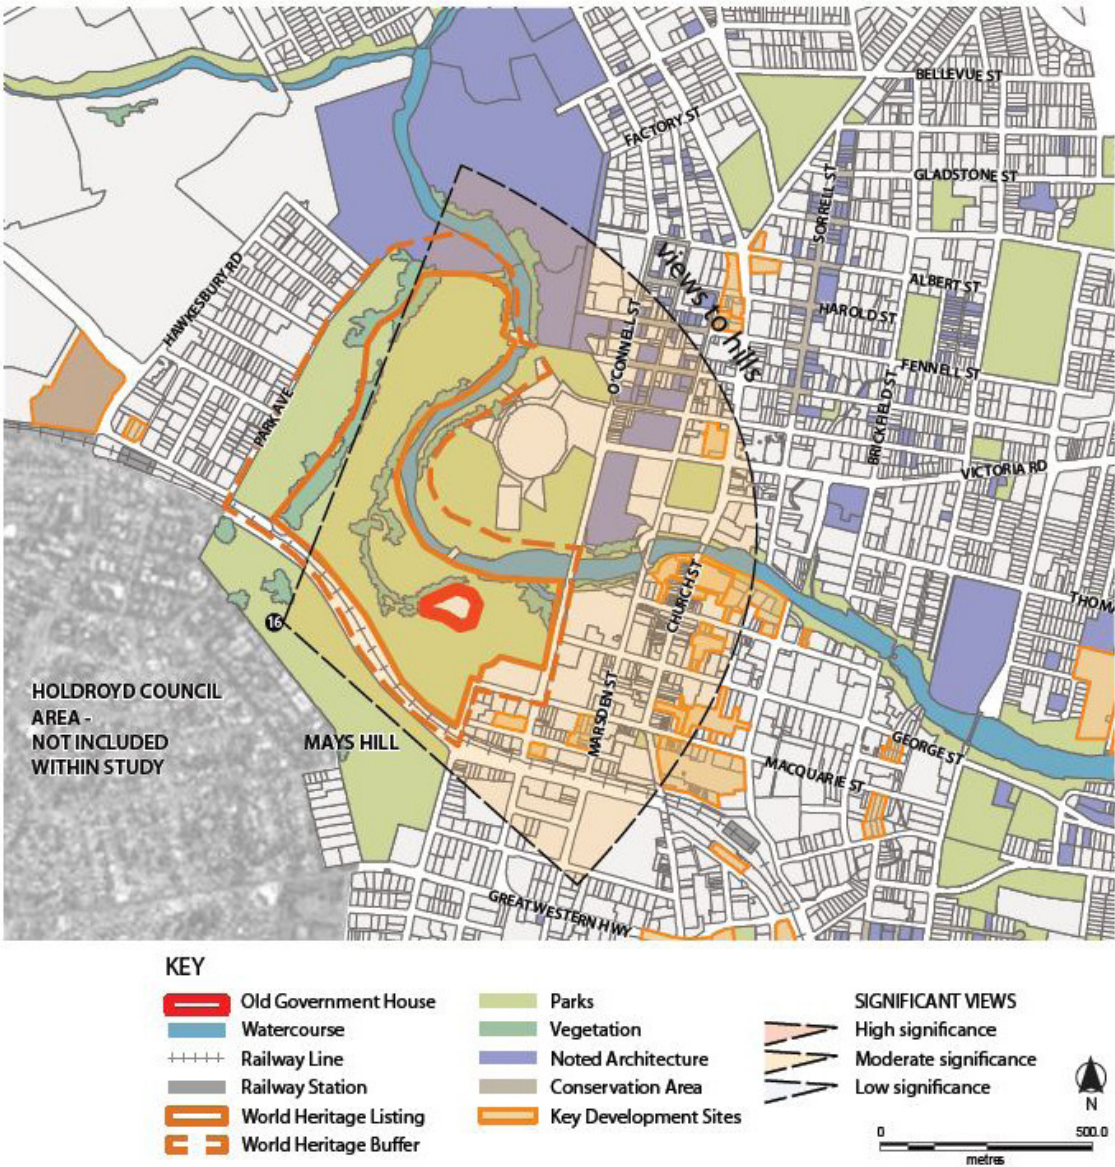 BELLEVUE ST
FACTORY ST
GLADSTONE ST
SORRELL ST
views to hills
HAWKESBURY RD
ALBERT ST
O'CONNELL ST
HAROLD ST
FENNELL ST
PARK AVE
BRICKFIELD ST
VICTORIA RD
CHURCH ST
THOMA
16
HOLDROYD COUNCIL
AREA -
NOT INCLUDED
WITHIN STUDY
MAYS HILL
MARSDEN ST
GEORGE ST
MACQUARIE ST
GREAT WESTERN HWY
KEY
Old Government House
Watercourse
Railway Line
Railway Station
World Heritage Listing
World Heritage Buffer
Parks
Vegetation
Noted Architecture
Conservation Area
Key Development Sites
SIGNIFICANT VIEWS
High significance
Moderate significance
Low significance
N
0 500.0
metres